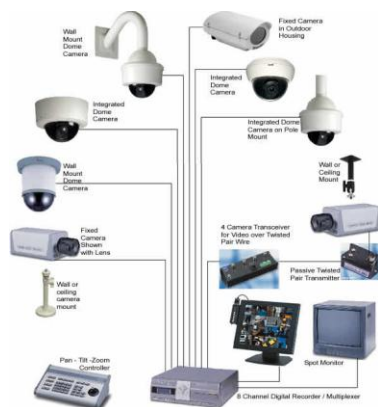 Wall
Mount
Dome
Camera
Fixed Camera
in Outdoor
Housing
Integrated
Dome Camera
Integrated
Dome
Camera
Integrated Dome
Camera on Pole Mount
Wall
Mount
Dome
Camera
Wall or
Ceiling
Mount
Fixed
Camera
Shown
with Lens
4 Camera Transceiver
for Video over Twisted
Pair Wire
Passive Twisted
Pair Transmitter
Wall or
ceiling
camera
mount
Pan - Tilt -Zoom
Controller
Spot Monitor
8 Channel Digital Recorder / Multiplexer